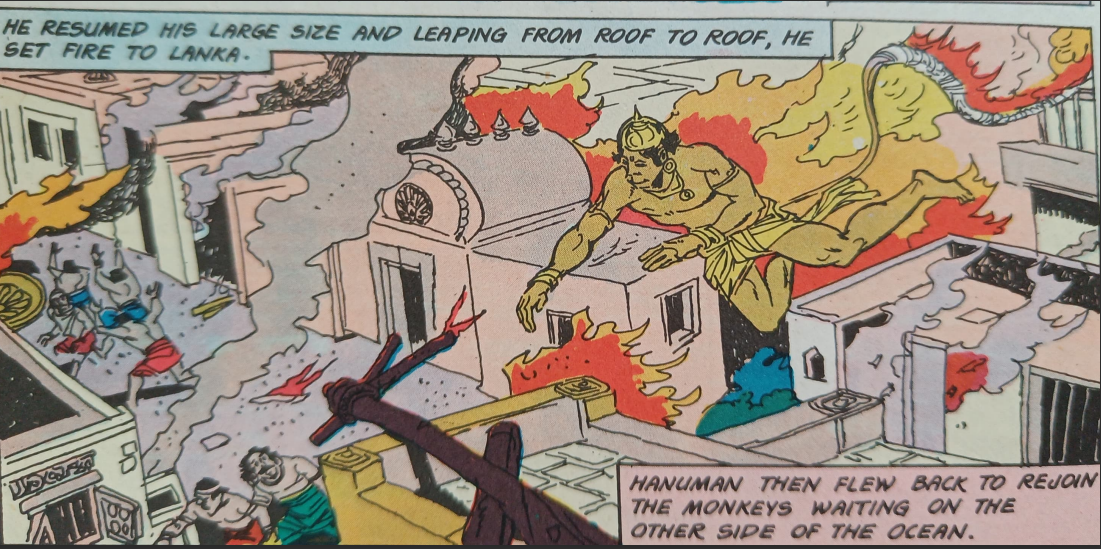 HE RESUMED HIS LARGE SIZE AND LEAPING FROM ROOF TO ROOF, HE
SET FIRE TO LANKA.
HANUMAN THEN FLEW BACK TO REJOIN
THE MONKEYS WAITING ON THE
OTHER SIDE OF THE OCEAN.